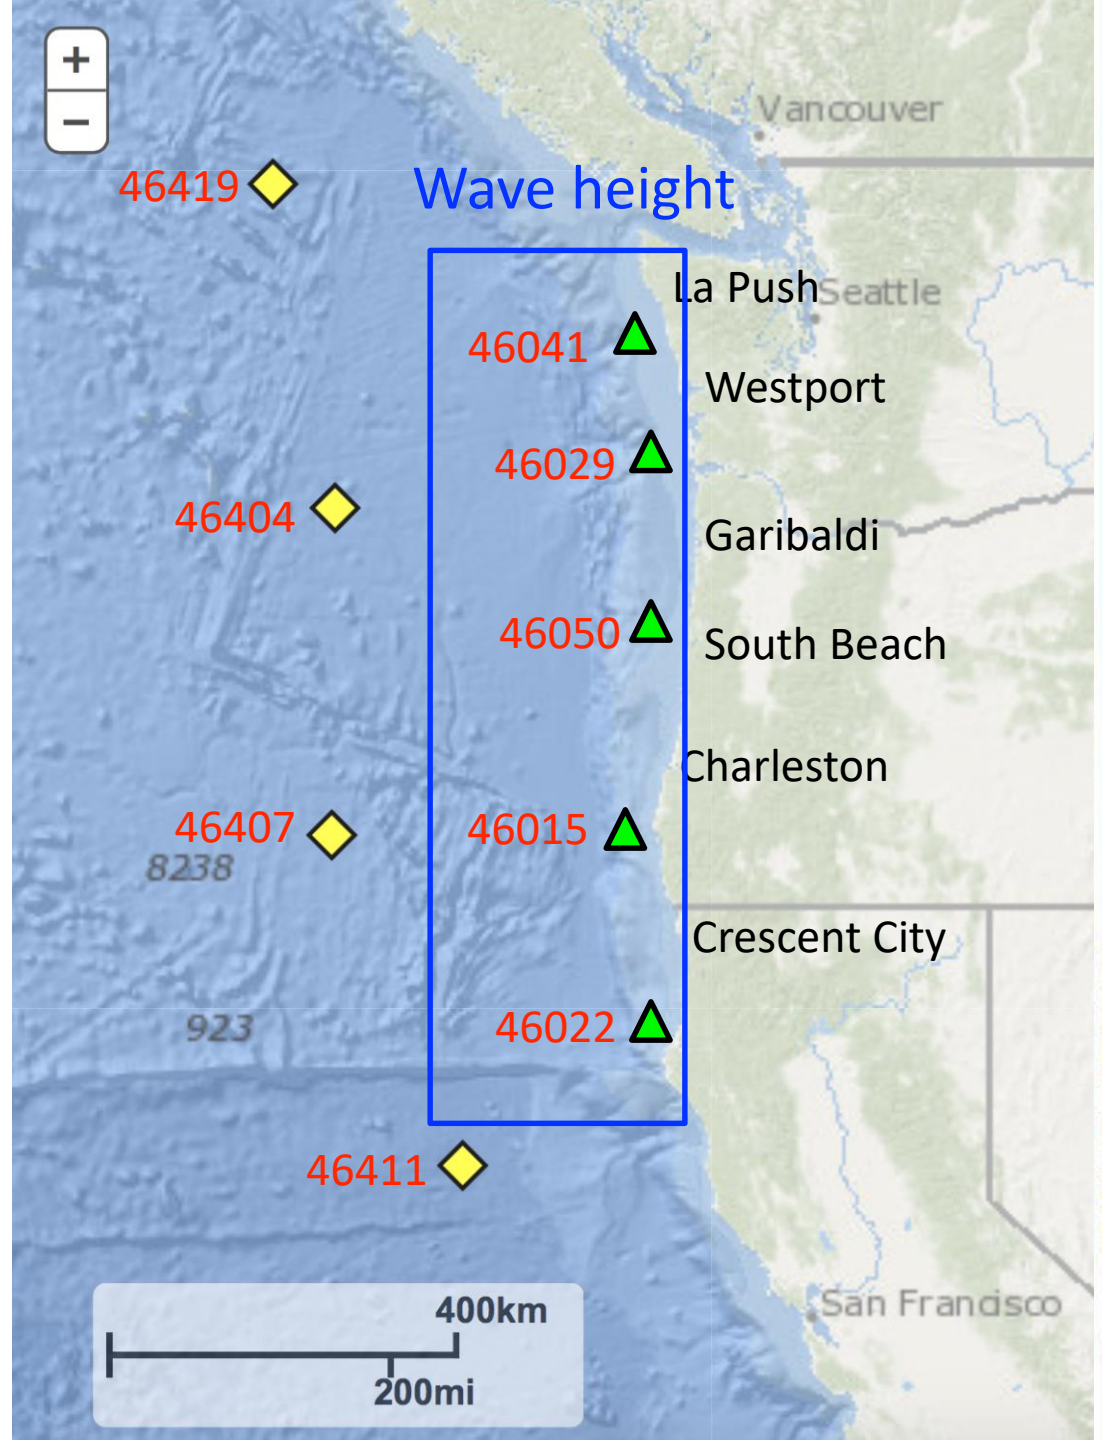 +
−
Vancouver
46419
Wave height
La Push
Seattle
46041
Westport
46029
46404
Garibaldi
46050
South Beach
Charleston
46407
46015
8238
Crescent City
923
46022
46411
400km
San Francisco
200mi